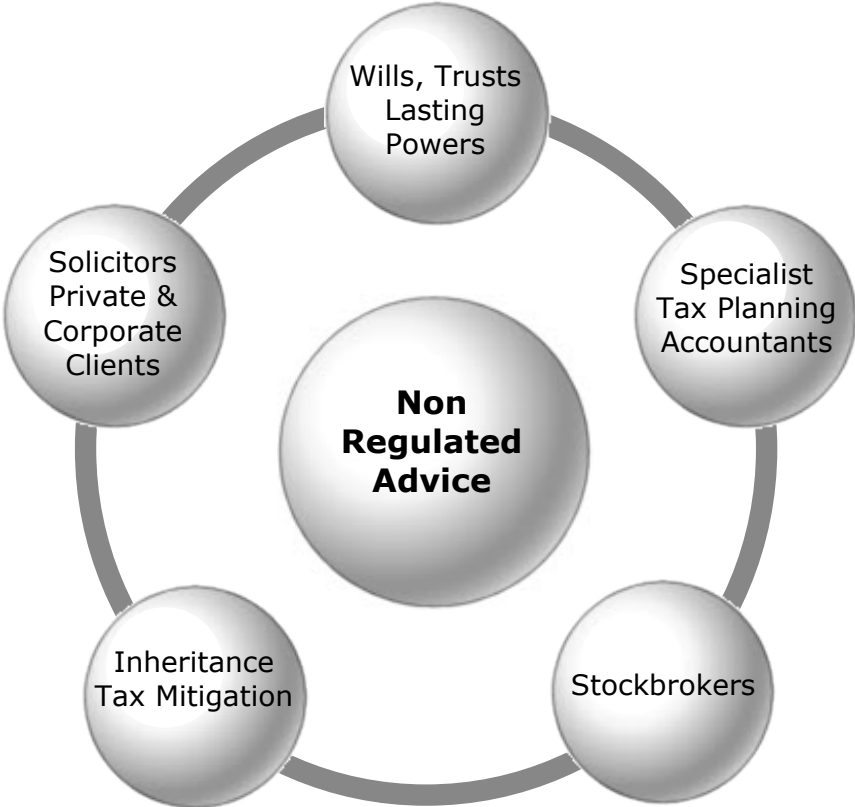 Wills, Trusts
Lasting
Powers
Solicitors
Private &
Corporate
Clients
Specialist
Tax Planning
Accountants
Non
Regulated
Advice
Inheritance
Tax Mitigation
Stockbrokers